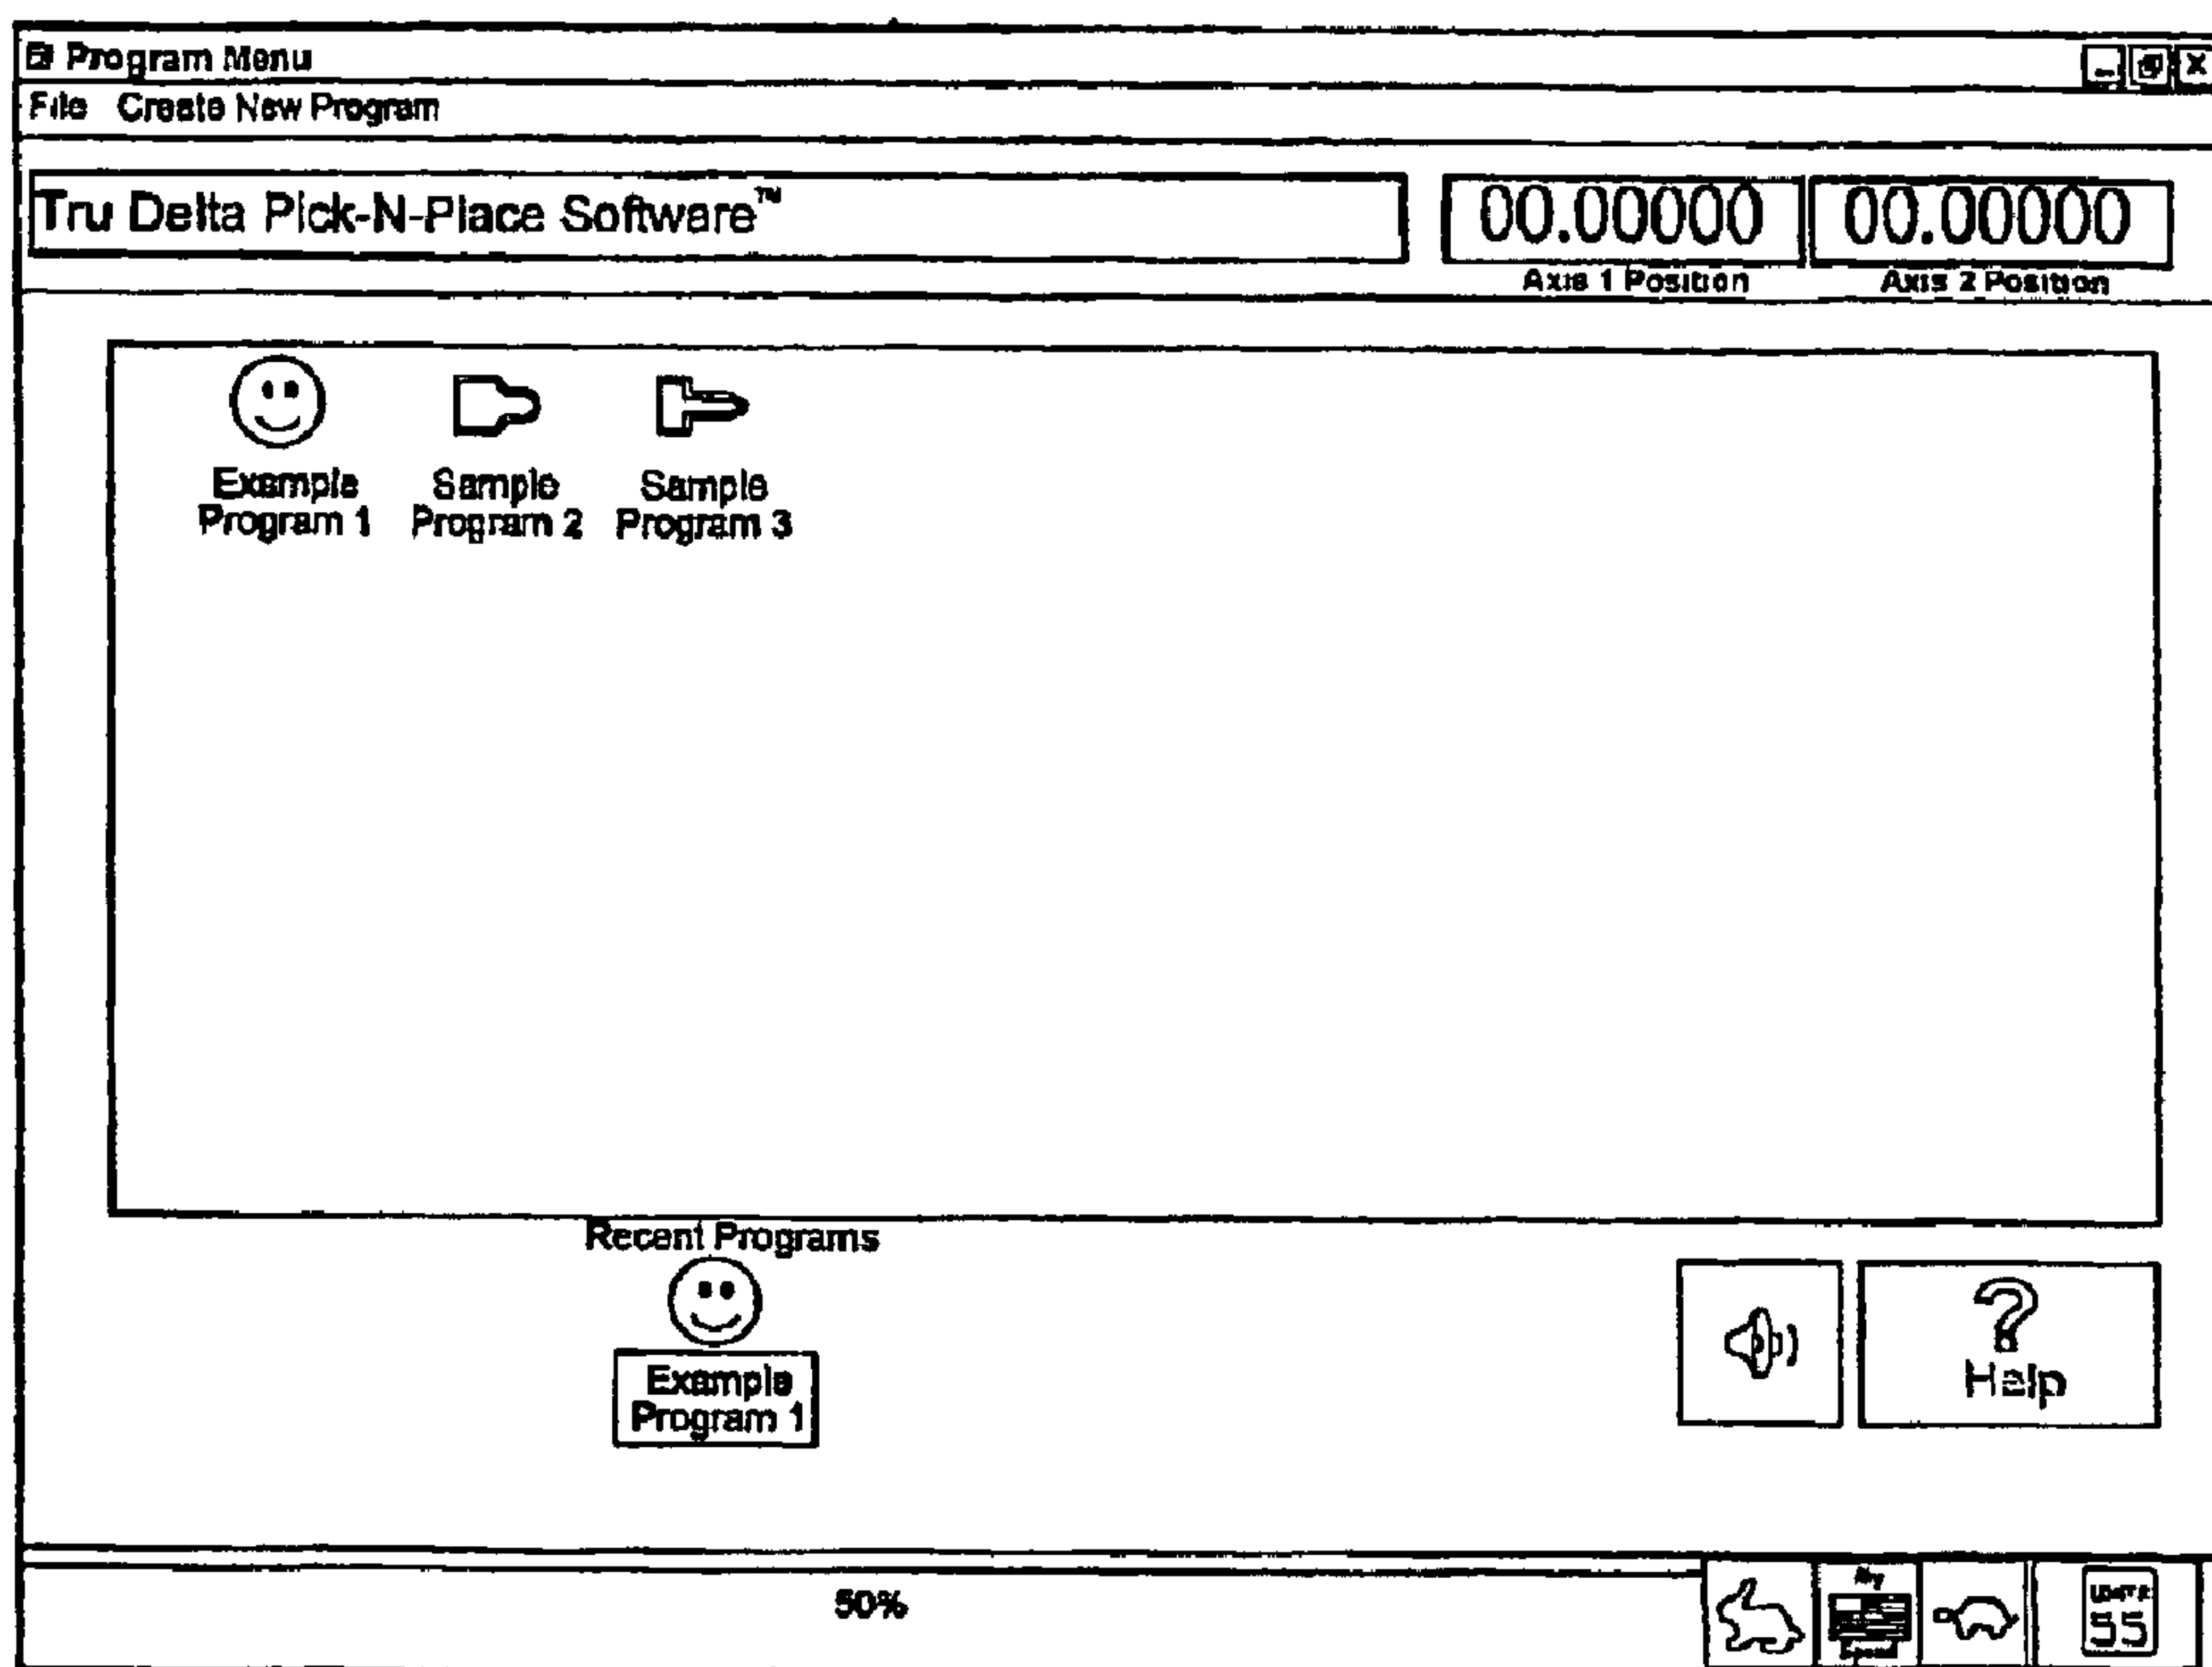 Program Menu
File Create New Program
Tru Delta Pick-N-Place Software™
00.00000 00.00000
Axis 1 Position Axis 2 Position
Example Sample Sample
Program 1 Program 2 Program 3
Recent Programs
Example
Program 1
?
Help
50%
My
Speed
55